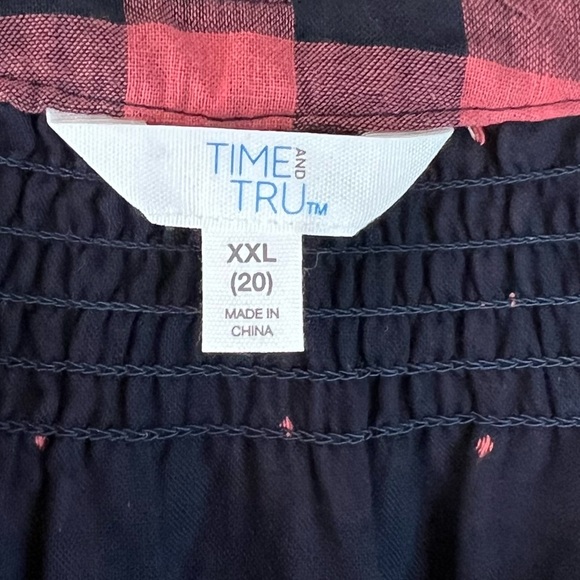 TIME AND
TRU™
XXL
(20)
MADE IN
CHINA